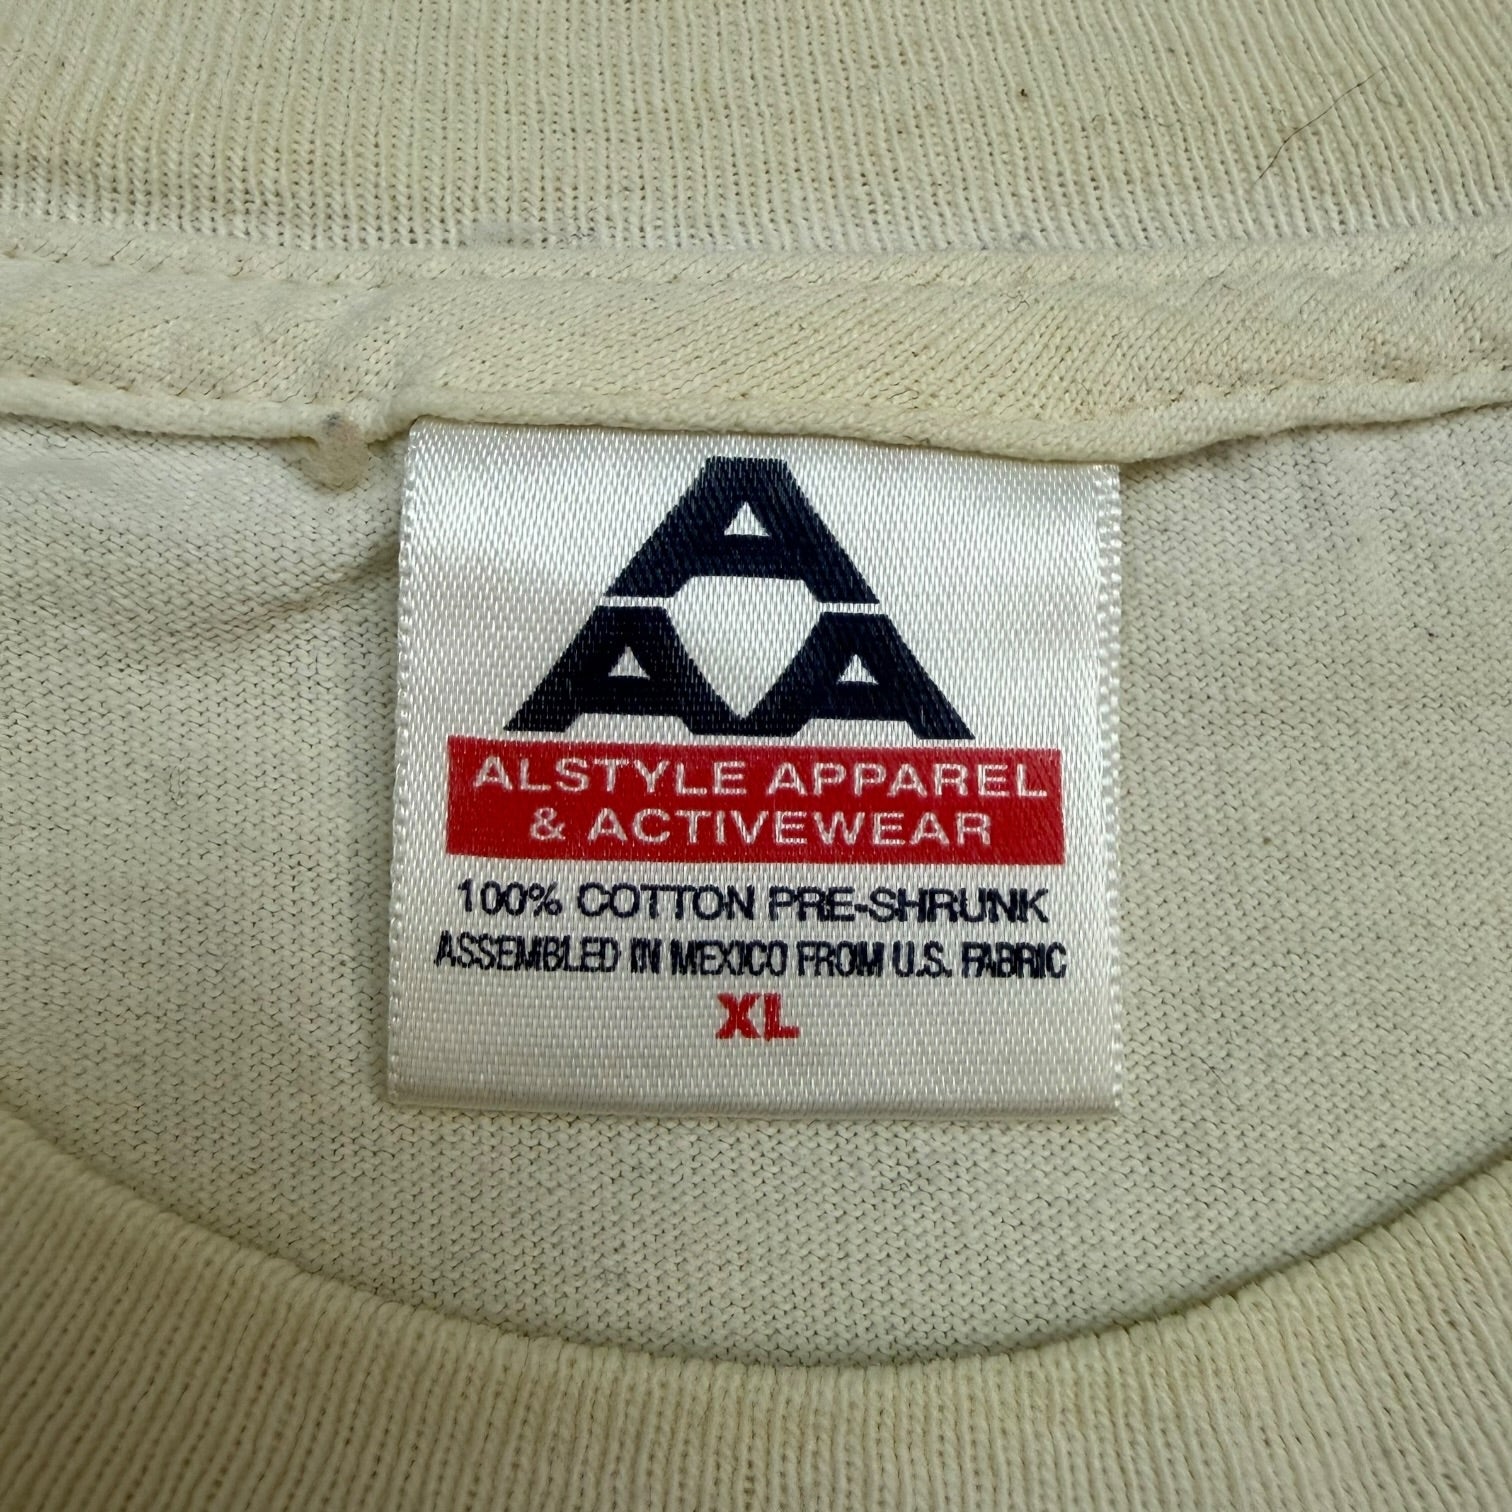 A
A A
ALSTYLE APPAREL
& ACTIVEWEAR
100% COTTON PRE-SHRUNK
ASSEMBLED IN MEXICO FROM U.S. FABRIC
XL